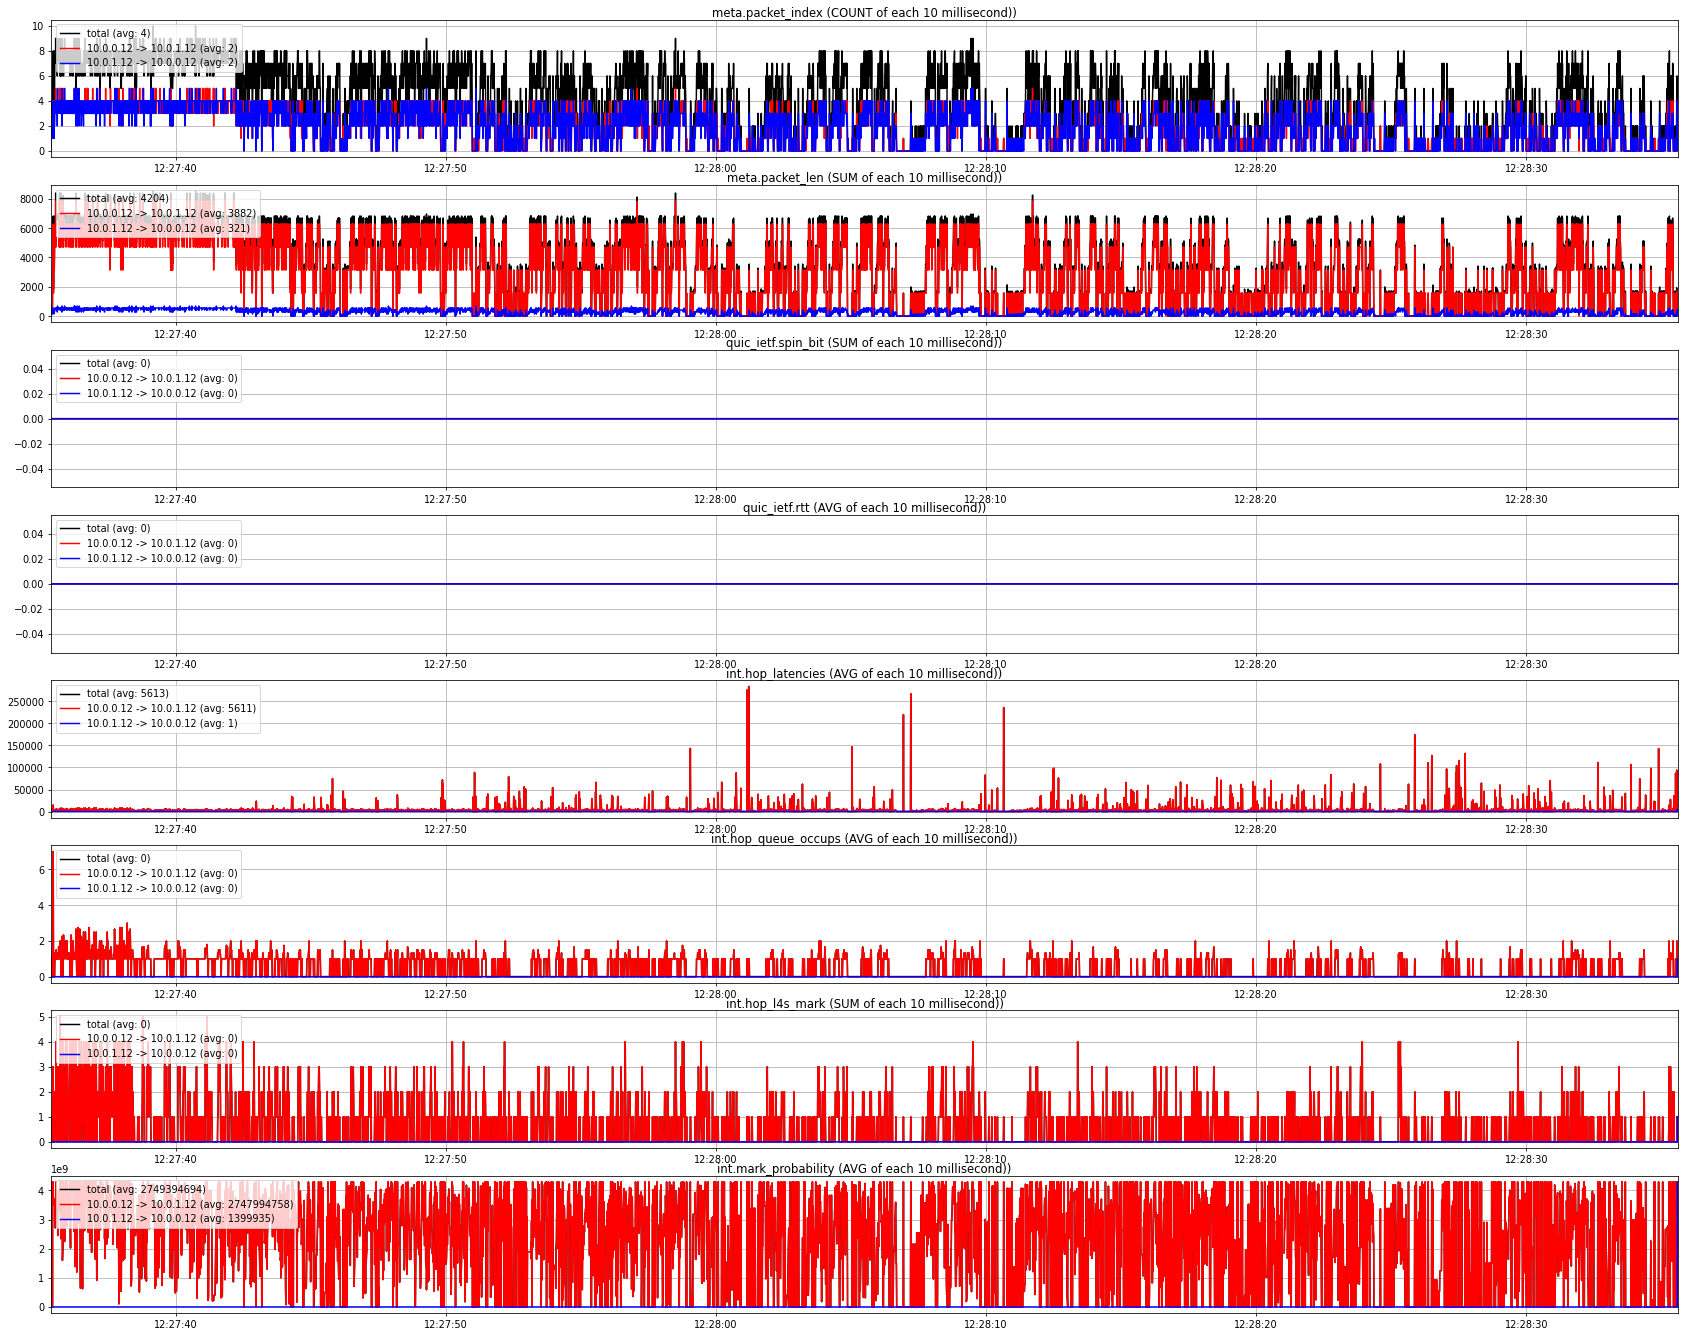 meta.packet_index (COUNT of each 10 millisecond))
10
8
6
4
2
0
total (avg: 4)
10.0.0.12 -> 10.0.1.12 (avg: 2)
10.0.1.12 -> 10.0.0.12 (avg: 2)
12:27:40 12:27:50 12:28:00 12:28:10 12:28:20 12:28:30
meta.packet_len (SUM of each 10 millisecond))
8000
6000
4000
2000
0
total (avg: 4204)
10.0.0.12 -> 10.0.1.12 (avg: 3882)
10.0.1.12 -> 10.0.0.12 (avg: 321)
12:27:40 12:27:50 12:28:00 12:28:10 12:28:20 12:28:30
quic_ietf.spin_bit (SUM of each 10 millisecond))
0.04
0.02
0.00
−0.02
−0.04
total (avg: 0)
10.0.0.12 -> 10.0.1.12 (avg: 0)
10.0.1.12 -> 10.0.0.12 (avg: 0)
12:27:40 12:27:50 12:28:00 12:28:10 12:28:20 12:28:30
quic_ietf.rtt (AVG of each 10 millisecond))
0.04
0.02
0.00
−0.02
−0.04
total (avg: 0)
10.0.0.12 -> 10.0.1.12 (avg: 0)
10.0.1.12 -> 10.0.0.12 (avg: 0)
12:27:40 12:27:50 12:28:00 12:28:10 12:28:20 12:28:30
int.hop_latencies (AVG of each 10 millisecond))
250000
200000
150000
100000
50000
0
total (avg: 5613)
10.0.0.12 -> 10.0.1.12 (avg: 5611)
10.0.1.12 -> 10.0.0.12 (avg: 1)
12:27:40 12:27:50 12:28:00 12:28:10 12:28:20 12:28:30
int.hop_queue_occups (AVG of each 10 millisecond))
6
4
2
0
total (avg: 0)
10.0.0.12 -> 10.0.1.12 (avg: 0)
10.0.1.12 -> 10.0.0.12 (avg: 0)
12:27:40 12:27:50 12:28:00 12:28:10 12:28:20 12:28:30
int.hop_l4s_mark (SUM of each 10 millisecond))
5
4
3
2
1
0
total (avg: 0)
10.0.0.12 -> 10.0.1.12 (avg: 0)
10.0.1.12 -> 10.0.0.12 (avg: 0)
12:27:40 12:27:50 12:28:00 12:28:10 12:28:20 12:28:30
int.mark_probability (AVG of each 10 millisecond))
1e9
4
3
2
1
0
total (avg: 2749394694)
10.0.0.12 -> 10.0.1.12 (avg: 2747994758)
10.0.1.12 -> 10.0.0.12 (avg: 1399935)
12:27:40 12:27:50 12:28:00 12:28:10 12:28:20 12:28:30